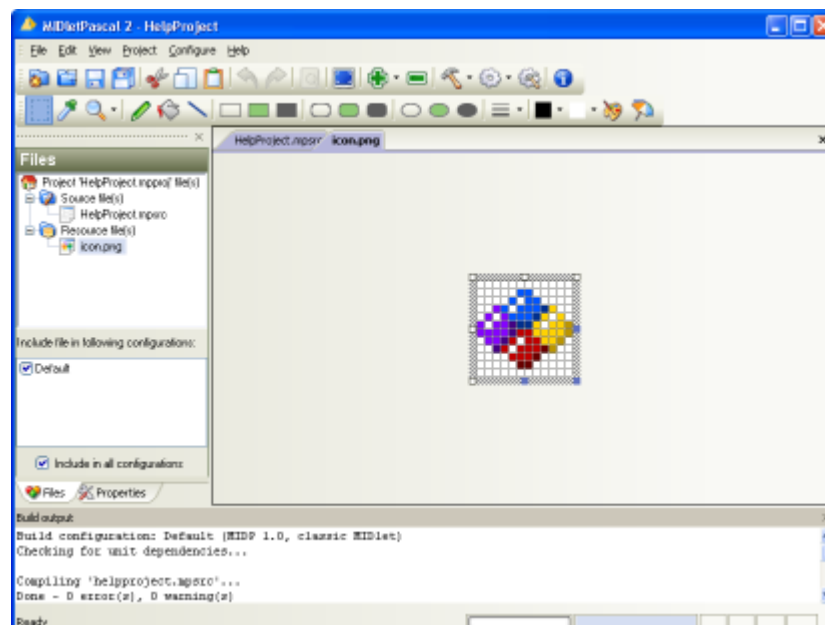 MIDletPascal 2 - HelpProject
File Edit View Project Configure Help
HelpProject.mpsrc icon.png
Files
Project 'HelpProject.mpproj' file(s)
Source file(s)
HelpProject.mpsrc
Resource file(s)
icon.png
Include file in following configurations:
Default
Include in all configurations
Files Properties
Build output
Build configuration: Default (MIDP 1.0, classic MIDlet)
Checking for unit dependencies...
Compiling 'helpproject.mpsrc'...
Done - 0 error(s), 0 warning(s)
Ready